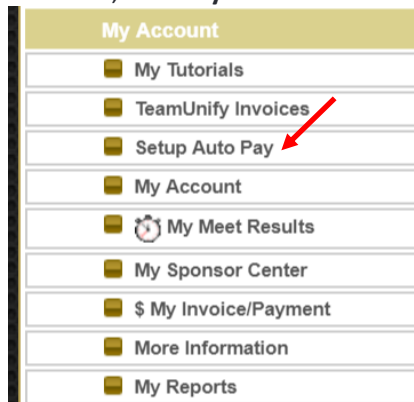 My Account
My Tutorials
TeamUnify Invoices
Setup Auto Pay
My Account
My Meet Results
My Sponsor Center
$ My Invoice/Payment
More Information
My Reports